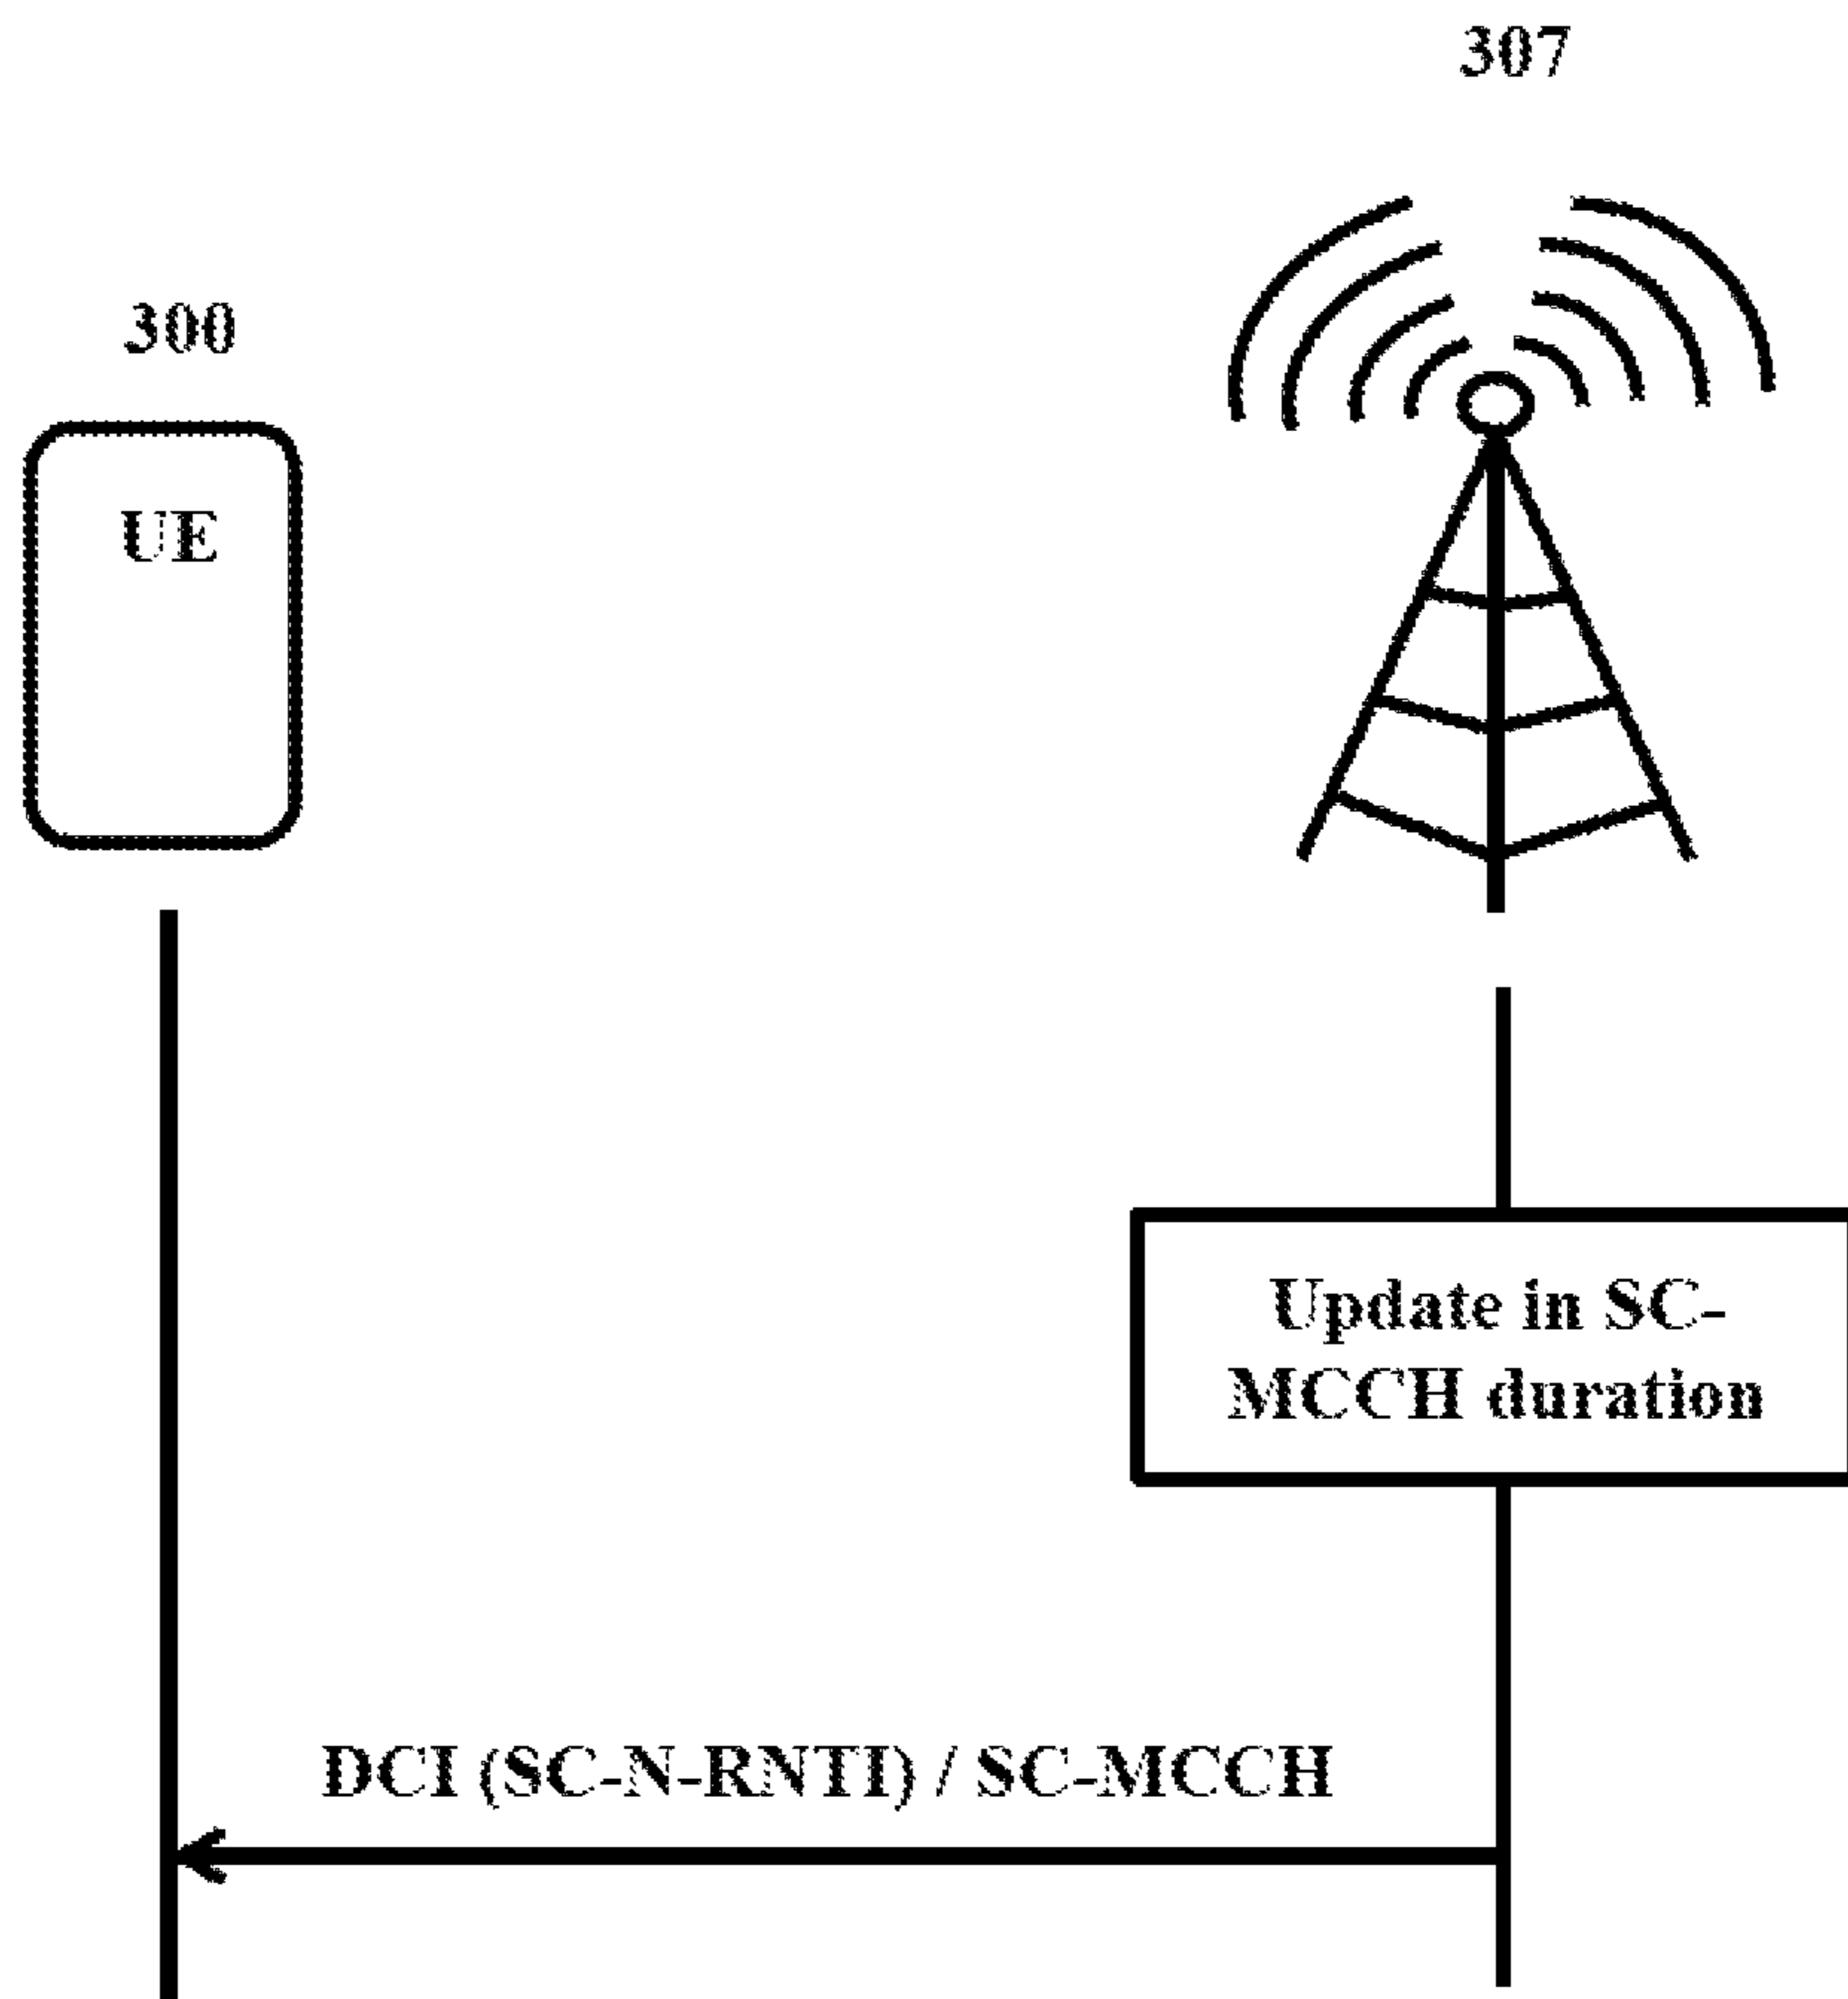 307
300
UE
Update in SC-
MCCH duration
DCI (SC-N-RNTI) / SC-MCCH